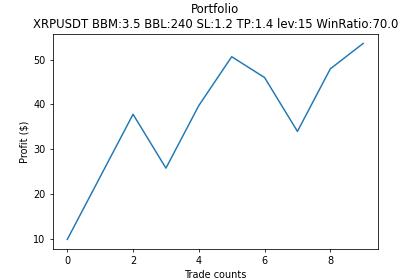 Portfolio
XRPUSDT BBM:3.5 BBL:240 SL:1.2 TP:1.4 lev:15 WinRatio:70.0
50
40
30
20
10
Profit ($)
0 2 4 6 8
Trade counts